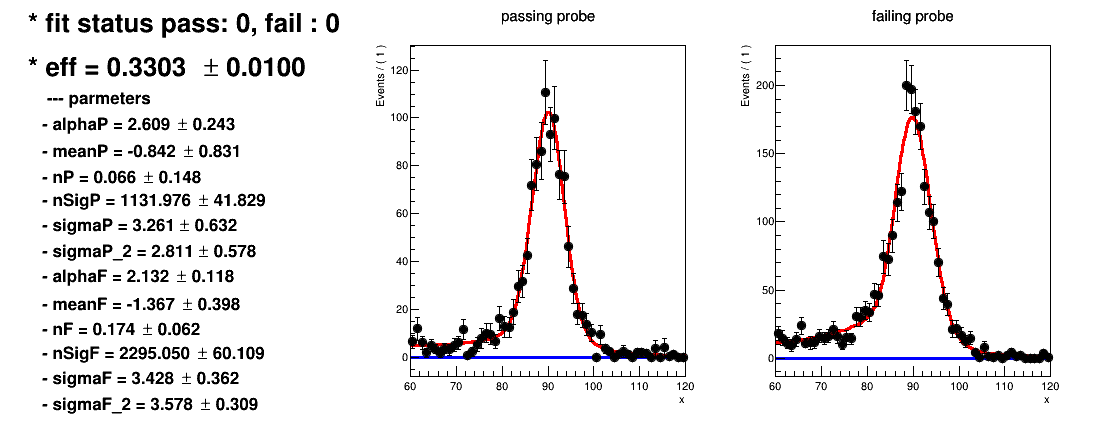 * fit status pass: 0, fail : 0
* eff = 0.3303 ± 0.0100
--- parmeters
- alphaP = 2.609 ± 0.243
- meanP = -0.842 ± 0.831
- nP = 0.066 ± 0.148
- nSigP = 1131.976 ± 41.829
- sigmaP = 3.261 ± 0.632
- sigmaP_2 = 2.811 ± 0.578
- alphaF = 2.132 ± 0.118
- meanF = -1.367 ± 0.398
- nF = 0.174 ± 0.062
- nSigF = 2295.050 ± 60.109
- sigmaF = 3.428 ± 0.362
- sigmaF_2 = 3.578 ± 0.309
passing probe
Events / ( 1 )
120
100
80
60
40
20
0
60 70 80 90 100 110 120
x
failing probe
Events / ( 1 )
200
150
100
50
0
60 70 80 90 100 110 120
x